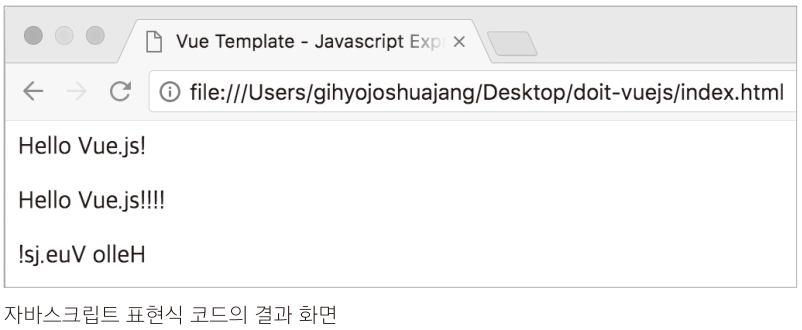 Vue Template - Javascript Exp
file:///Users/gihyojoshuajang/Desktop/doit-vuejs/index.html
Hello Vue.js!
Hello Vue.js!!!!
!sj.euV olleH
자바스크립트 표현식 코드의 결과 화면